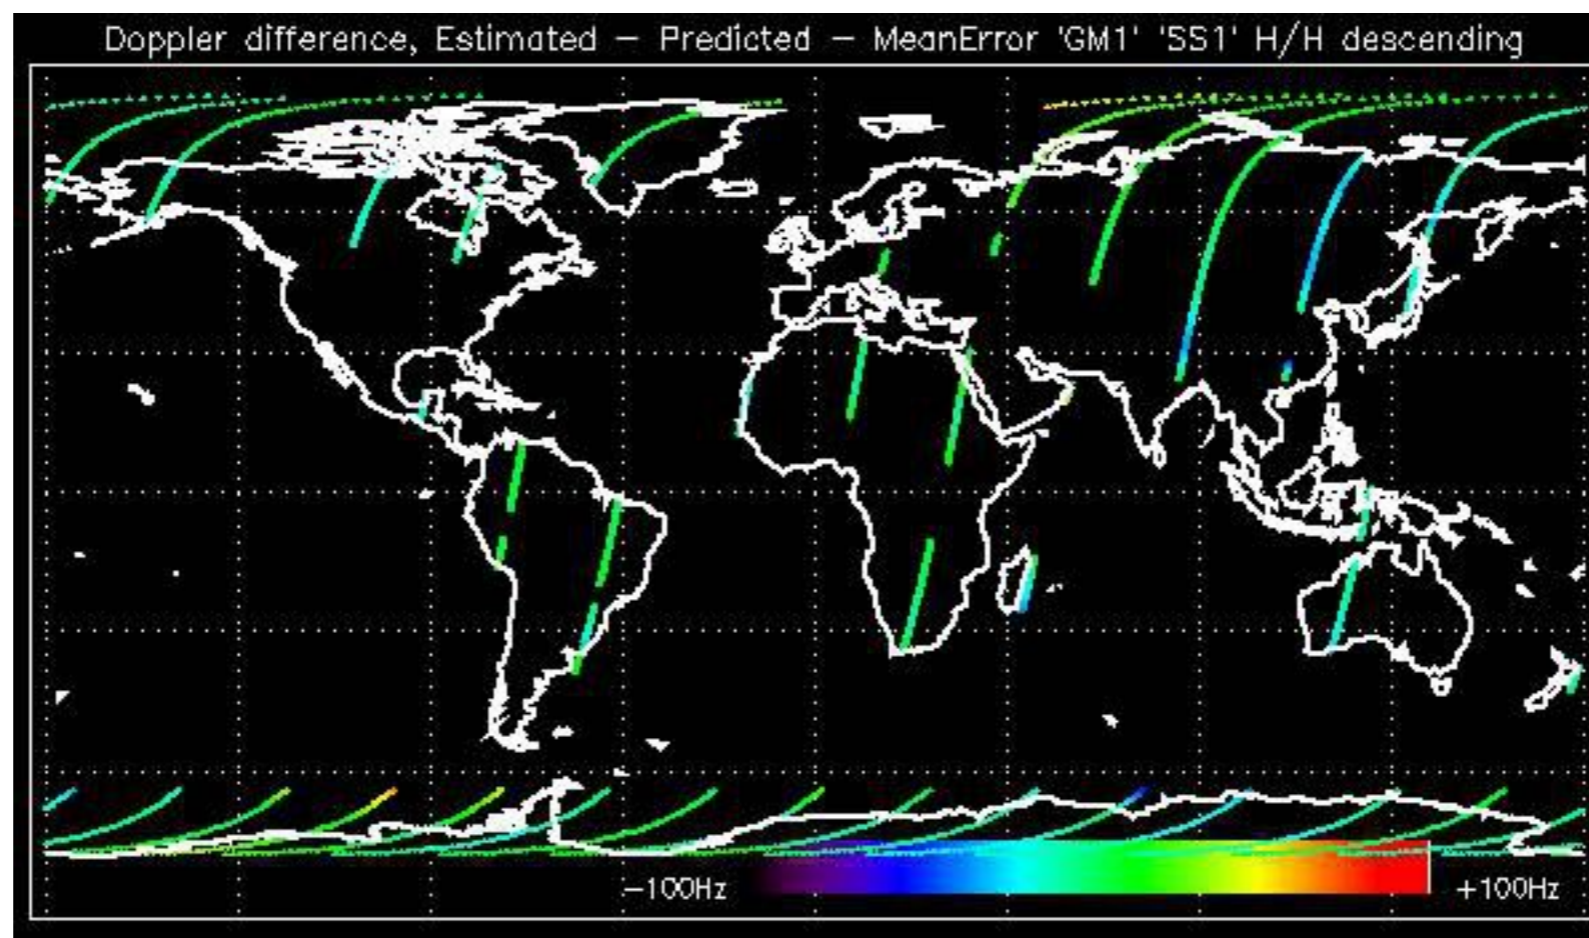 Doppler difference, Estimated – Predicted – MeanError 'GM1' 'SS1' H/H descending
−100Hz
+100Hz